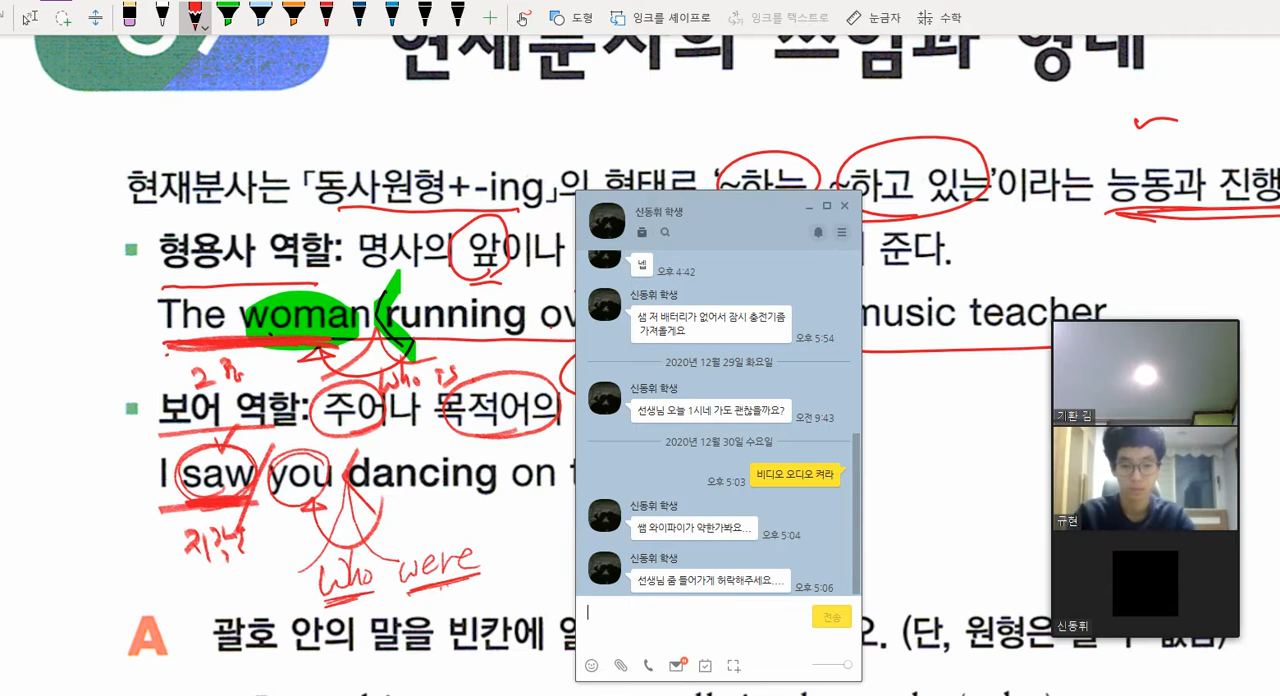 도형
잉크를 셰이프로
잉크를 텍스트로
눈금자
수학
현재분사의 쓰임과 형태
현재분사는 「동사원형+-ing」의 형태로 '~하는, ~하고 있는'이라는 능동과 진행
형용사 역할: 명사의 앞이나
준다.
The woman running ov
music teacher
who is
보어 역할: 주어나 목적어의
I saw you dancing on t
지각
who were
A 괄호 안의 말을 빈칸에 알
오. (단, 원형은
신동휘 학생
넵
오후 4:42
신동휘 학생
샘 저 배터리가 없어서 잠시 충전기좀
가져올게요
오후 5:54
2020년 12월 29일 화요일
신동휘 학생
선생님 오늘 1시네 가도 괜찮을까요?
오전 9:43
2020년 12월 30일 수요일
비디오 오디오 켜라
오후 5:03
신동휘 학생
쌤 와이파이가 약한가봐요...
오후 5:04
신동휘 학생
선생님 줌 들어가게 허락해주세요....
오후 5:06
전송
기환 김
규현
신동휘